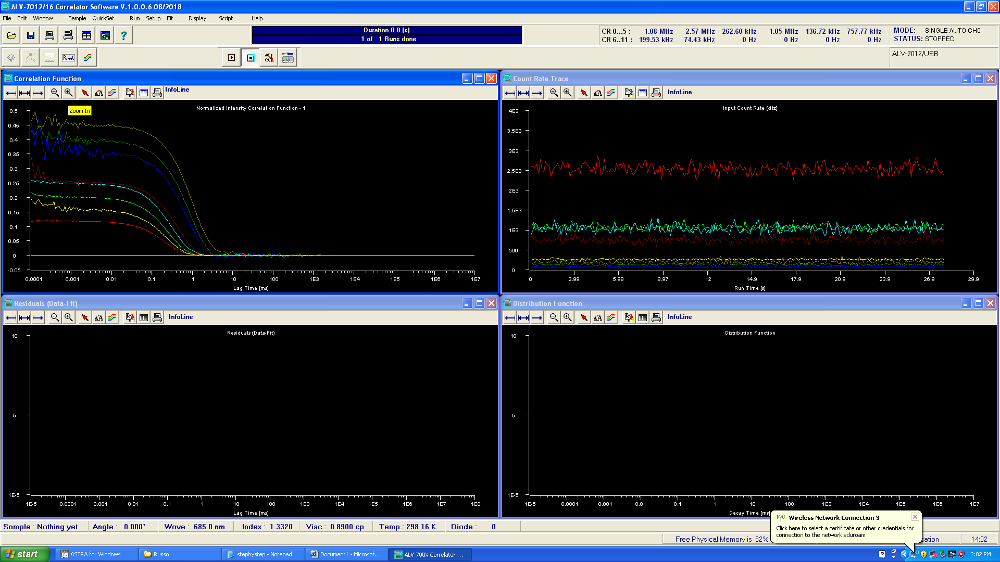 ALV-7012/16 Correlator Software V.1.0.0.6 08/2018
File Edit Window Sample QuickSet Run Setup Fit Display Script Help
Duration 0.0 [s]
1 of 1 Runs done
CR 0...5 : 1.08 MHz 2.57 MHz 262.60 kHz 1.05 MHz 136.72 kHz 757.77 kHz
CR 6..11 : 199.53 kHz 74.43 kHz 0 Hz 0 Hz 0 Hz 0 Hz
MODE: SINGLE AUTO CH0
STATUS: STOPPED
Panel
ALV-7012/USB
Correlation Function
InfoLine
Zoom In
Normalized Intensity Correlation Function - 1
0.5
0.45
0.4
0.35
0.3
0.25
0.2
0.15
0.1
0.05
0
-0.05
0.0001 0.001 0.01 0.1 1 10 100 1E3 1E4 1E5 1E6 1E7
Lag Time [ms]
Count Rate Trace
InfoLine
Input Count Rate [kHz]
4E3
3.5E3
3E3
2.5E3
2E3
1.5E3
1E3
500
0
0 2.99 5.98 8.97 12 14.9 17.9 20.9 23.9 26.9 29.9
Run Time [s]
Residuals (Data-Fit)
InfoLine
Residuals (Data-Fit)
10
5
1E-5
1E-5 0.0001 0.001 0.01 0.1 1 10 100 1E3 1E4 1E5 1E6 1E7 1E8
Lag Time [ms]
Distribution Function
InfoLine
Distribution Function
10
5
1E-5
1E-5 0.0001 0.001 0.01 0.1 1 10 100 1E3 1E4 1E5 1E6 1E7
Decay Time [ms]
Wireless Network Connection 3
Click here to select a certificate or other credentials for
connection to the network eduroam
Sample : Nothing yet Angle : 0.000° Wave : 685.0 nm Index : 1.3320 Visc.: 0.8900 cp Temp.: 298.16 K Diode : 0
Free Physical Memory is 82% cation 14:02
start ASTRA for Windows Russo stepbystep - Notepad Document1 - Microsof... ALV-700X Correlator ... 2:02 PM